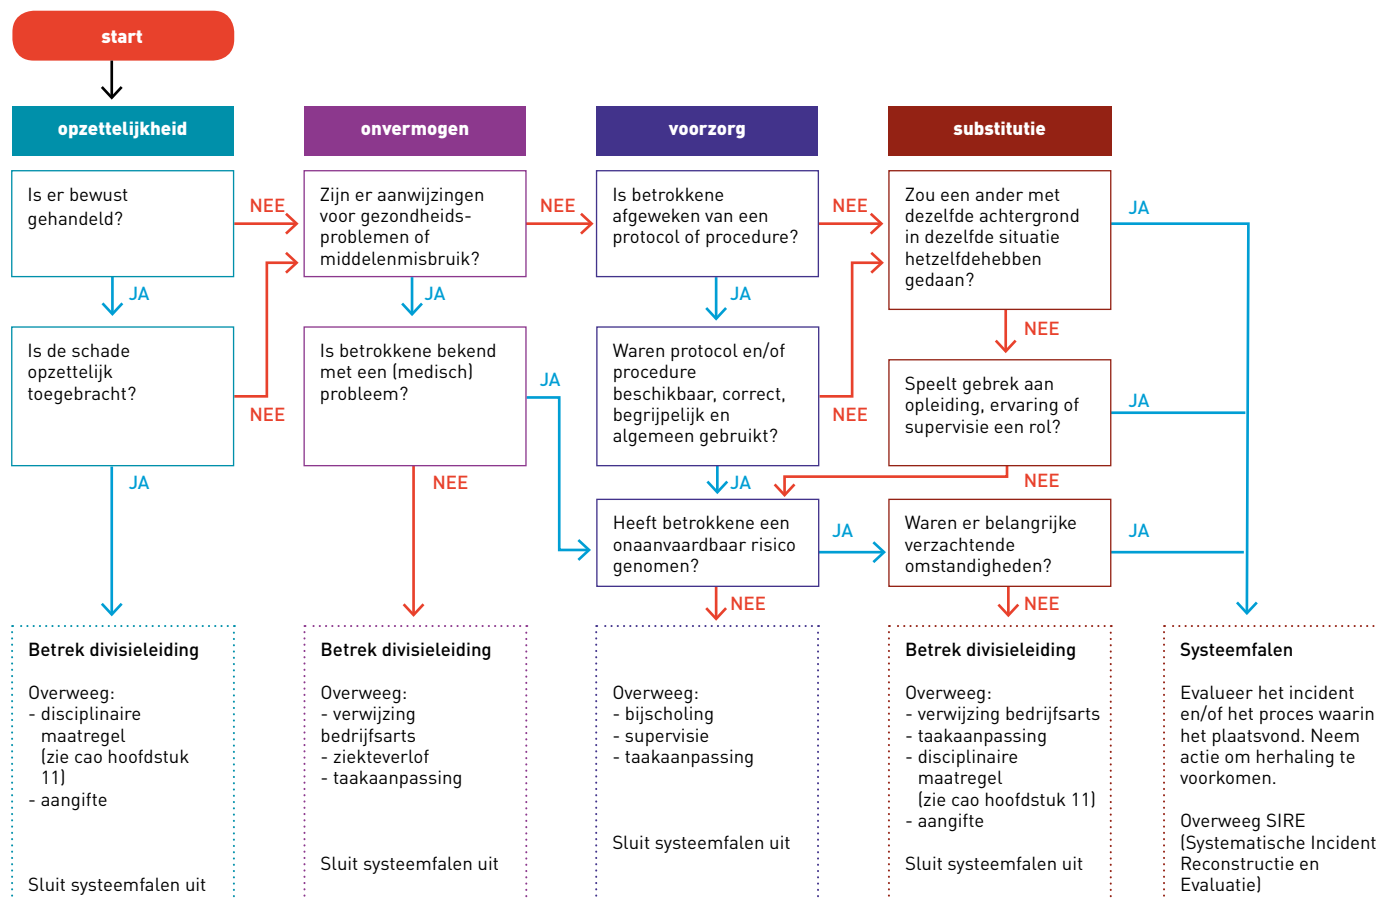 start
opzettelijkheid
Is er bewust
gehandeld?
NEE
JA
Is de schade
opzettelijk
toegebracht?
NEE
JA
Betrek divisieleiding
Overweeg:
- disciplinaire
maatregel
(zie cao hoofdstuk
11)
- aangifte
Sluit systeemfalen uit
onvermogen
Zijn er aanwijzingen
voor gezondheids-
problemen of
middelenmisbruik?
NEE
JA
Is betrokkene bekend
met een (medisch)
probleem?
JA
NEE
Betrek divisieleiding
Overweeg:
- verwijzing
bedrijfsarts
- ziekteverlof
- taakaanpassing
Sluit systeemfalen uit
voorzorg
Is betrokkene
afgeweken van een
protocol of procedure?
NEE
JA
Waren protocol en/of
procedure
beschikbaar, correct,
begrijpelijk en
algemeen gebruikt?
NEE
JA
Heeft betrokkene een
onaanvaardbaar risico
genomen?
JA
NEE
Overweeg:
- bijscholing
- supervisie
- taakaanpassing
Sluit systeemfalen uit
substitutie
Zou een ander met
dezelfde achtergrond
in dezelfde situatie
hetzelfdehebben
gedaan?
JA
NEE
Speelt gebrek aan
opleiding, ervaring of
supervisie een rol?
JA
NEE
Waren er belangrijke
verzachtende
omstandigheden?
JA
NEE
Betrek divisieleiding
Overweeg:
- verwijzing bedrijfsarts
- taakaanpassing
- disciplinaire
maatregel
(zie cao hoofdstuk 11)
- aangifte
Sluit systeemfalen uit
Systeemfalen
Evalueer het incident
en/of het proces waarin
het plaatsvond. Neem
actie om herhaling te
voorkomen.
Overweeg SIRE
(Systematische Incident
Reconstructie en
Evaluatie)